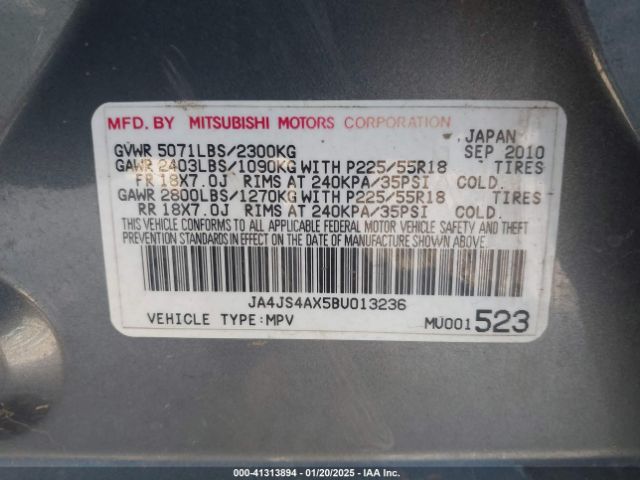 MFD. BY MITSUBISHI MOTORS CORPORATION
JAPAN
GVWR 5071LBS/2300KG SEP 2010
GAWR 2403LBS/1090KG WITH P225/55R18 TIRES
FR 18X7.0J RIMS AT 240KPA/35PSI COLD.
GAWR 2800LBS/1270KG WITH P225/55R18 TIRES
RR 18X7.0J RIMS AT 240KPA/35PSI COLD.
THIS VEHICLE CONFORMS TO ALL APPLICABLE FEDERAL MOTOR VEHICLE SAFETY AND THEFT
PREVENTION STANDARDS IN EFFECT ON THE DATE OF MANUFACTURE SHOWN ABOVE.
JA4JS4AX5BU013236
VEHICLE TYPE:MPV MU001523
000-41313894 - 01/20/2025 - IAA Inc.